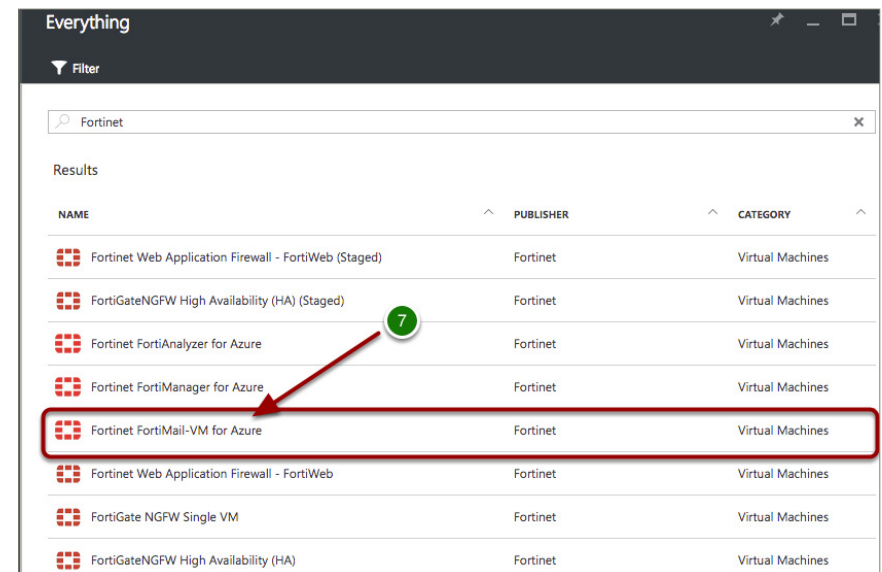 Everything
Filter
Fortinet
Results
NAME PUBLISHER CATEGORY
Fortinet Web Application Firewall - FortiWeb (Staged) Fortinet Virtual Machines
FortiGateNGFW High Availability (HA) (Staged) Fortinet Virtual Machines
7
Fortinet FortiAnalyzer for Azure Fortinet Virtual Machines
Fortinet FortiManager for Azure Fortinet Virtual Machines
Fortinet FortiMail-VM for Azure Fortinet Virtual Machines
Fortinet Web Application Firewall - FortiWeb Fortinet Virtual Machines
FortiGate NGFW Single VM Fortinet Virtual Machines
FortiGateNGFW High Availability (HA) Fortinet Virtual Machines